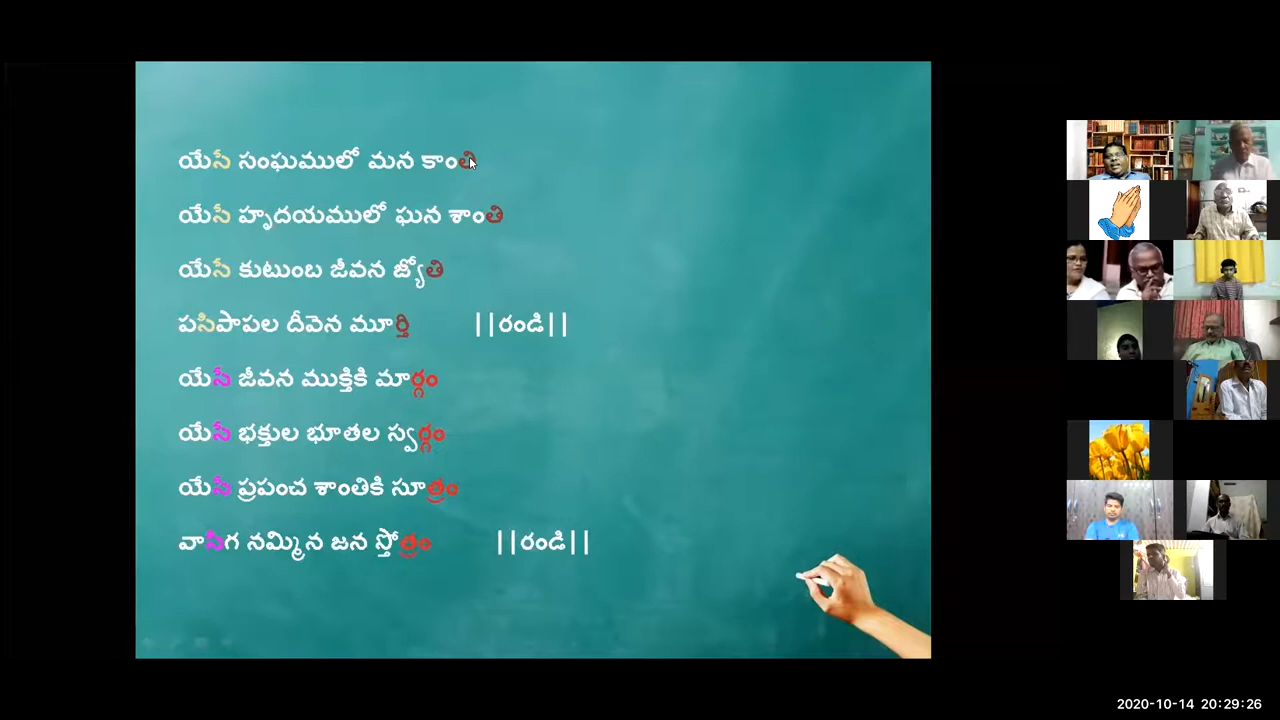 యేసే సంఘములో మన కాంతి
యేసే హృదయములో ఘన శాంతి
యేసే కుటుంబ జీవన జ్యోతి
పసిపాపల దీవెన మూర్తి ||రండి||
యేసే జీవన ముక్తికి మార్గం
యేసే భక్తుల భూతల స్వర్గం
యేసే ప్రపంచ శాంతికి సూత్రం
వాసిగ నమ్మిన జన స్తోత్రం ||రండి||
2020-10-14 20:29:26